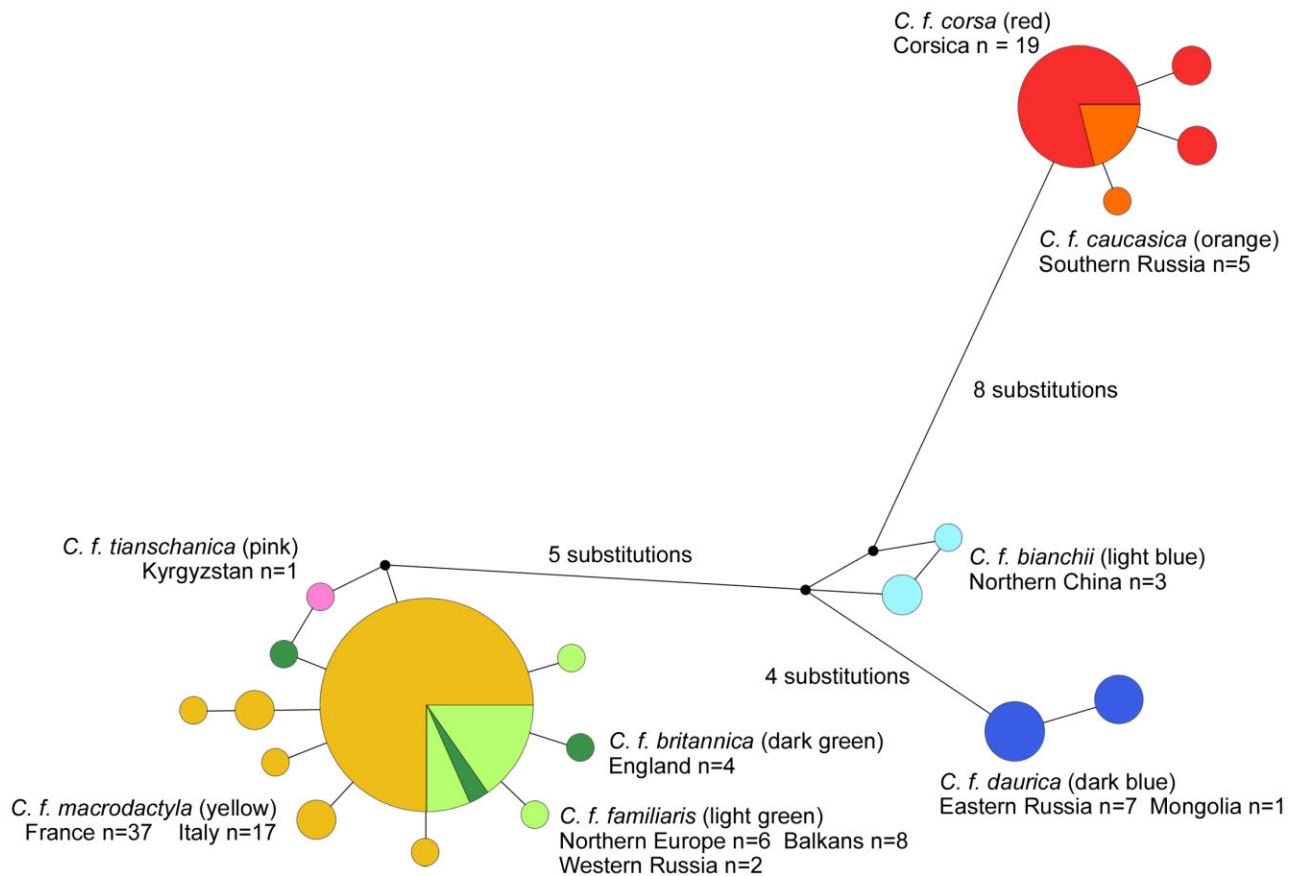 C. f. corsa (red)
Corsica n = 19
C. f. caucasica (orange)
Southern Russia n=5
8 substitutions
C. f. tianschanica (pink)
Kyrgyzstan n=1
5 substitutions
C. f. bianchii (light blue)
Northern China n=3
4 substitutions
C. f. britannica (dark green)
England n=4
C. f. daurica (dark blue)
Eastern Russia n=7 Mongolia n=1
C. f. macrodactyla (yellow)
France n=37 Italy n=17
C. f. familiaris (light green)
Northern Europe n=6 Balkans n=8
Western Russia n=2